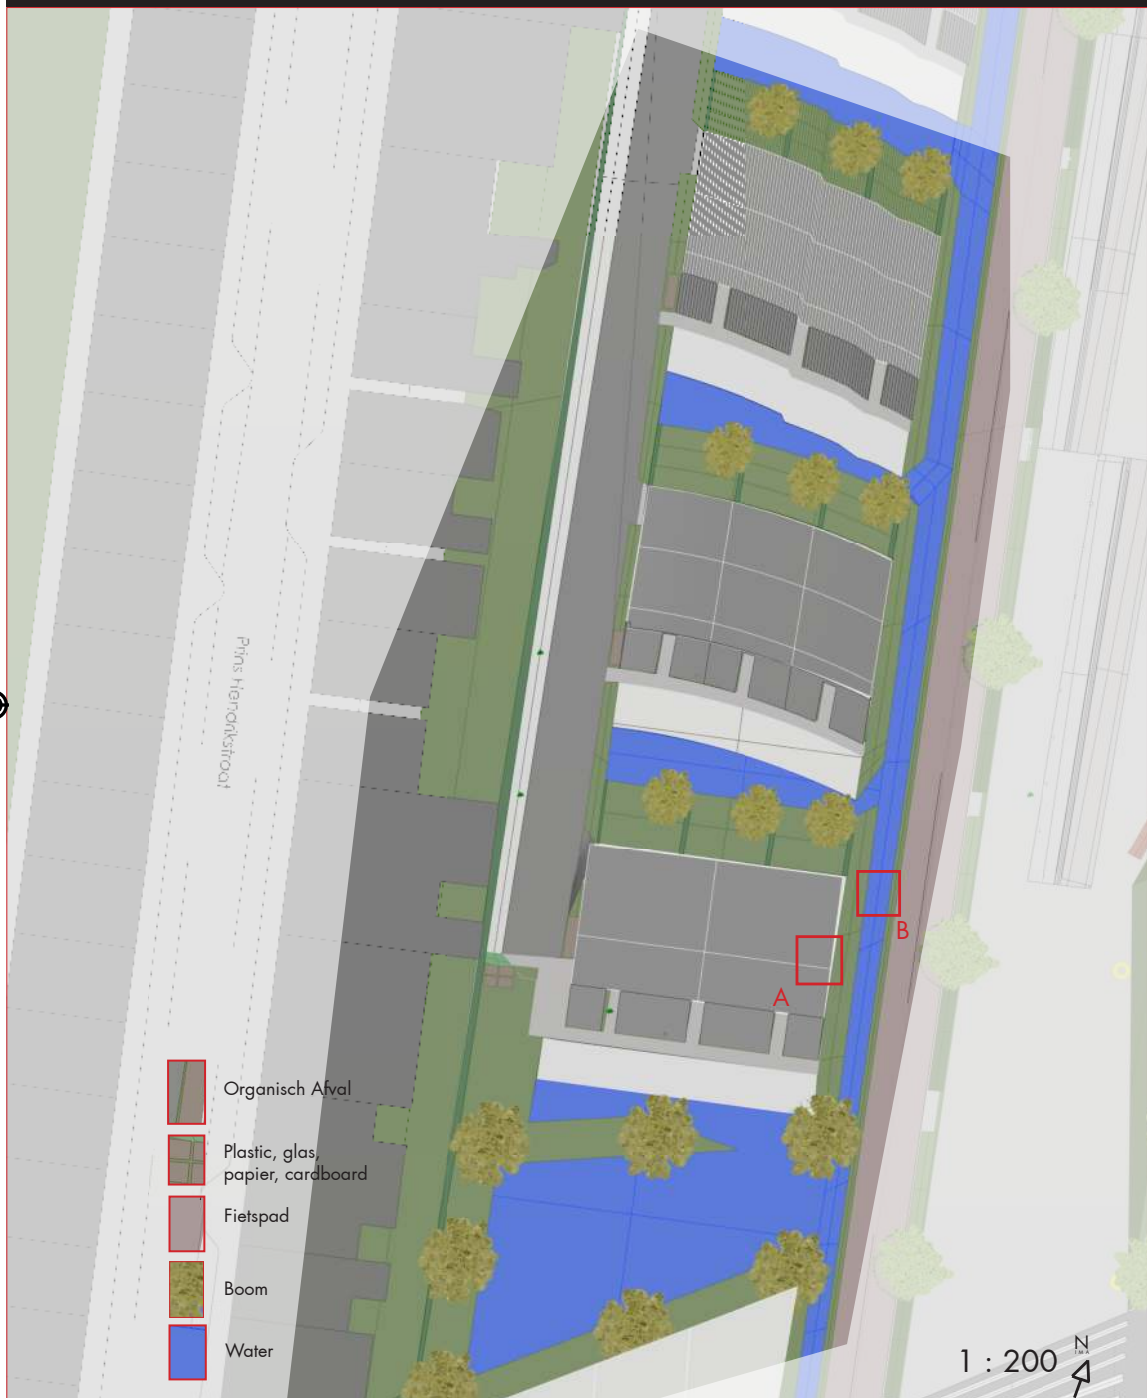 Prins Hendrikstraat
B
A
Organisch Afval
Plastic, glas,
papier, cardboard
Fietspad
Boom
Water
1 : 200
N